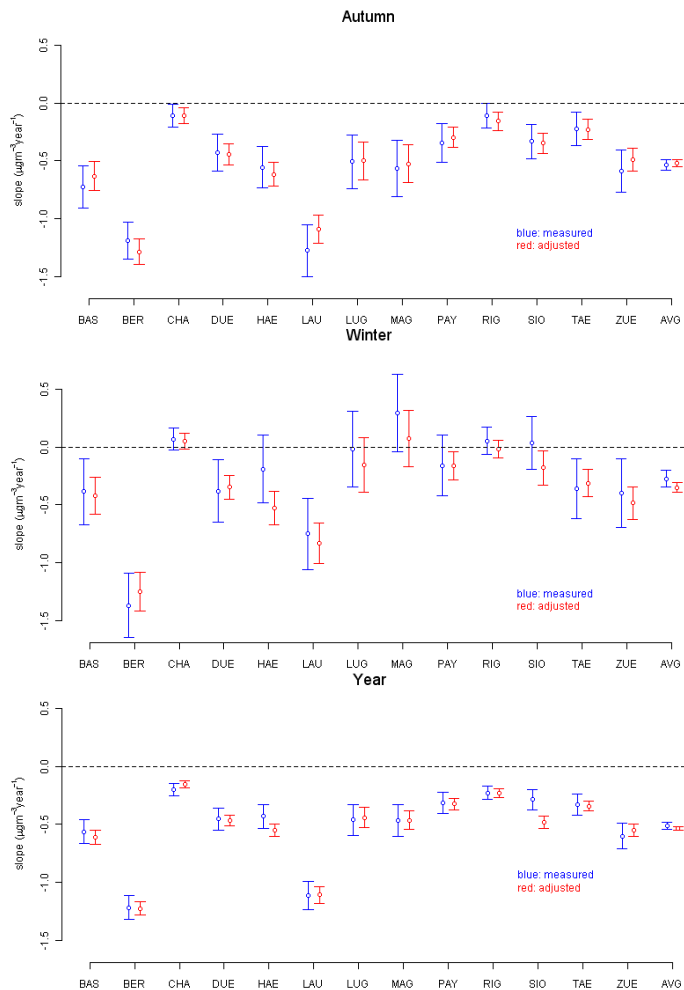 Autumn
0.5
0.0
-0.5
-1.0
-1.5
slope (µgm⁻³year⁻¹)
blue: measured
red: adjusted
BAS BER CHA DUE HAE LAU LUG MAG PAY RIG SIO TAE ZUE AVG
Winter
0.5
0.0
-0.5
-1.0
-1.5
slope (µgm⁻³year⁻¹)
blue: measured
red: adjusted
BAS BER CHA DUE HAE LAU LUG MAG PAY RIG SIO TAE ZUE AVG
Year
0.5
0.0
-0.5
-1.0
-1.5
slope (µgm⁻³year⁻¹)
blue: measured
red: adjusted
BAS BER CHA DUE HAE LAU LUG MAG PAY RIG SIO TAE ZUE AVG